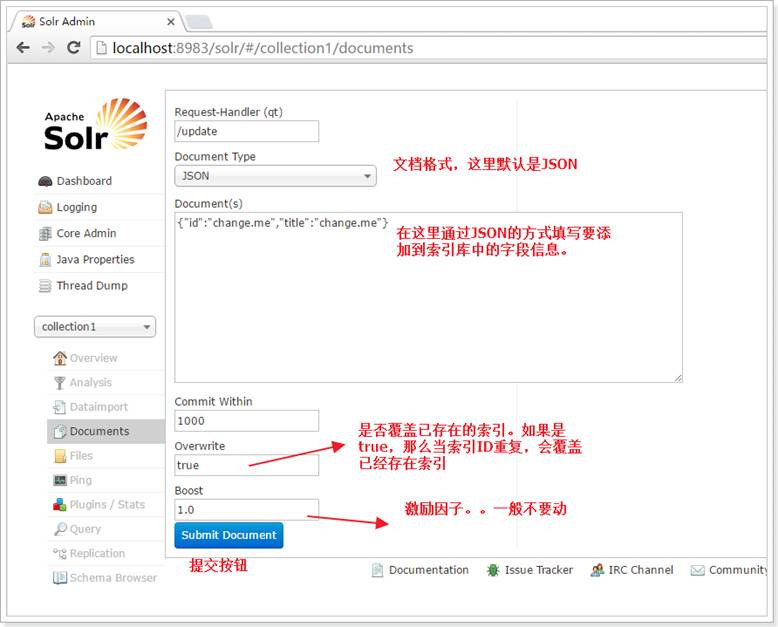 Solr Admin
localhost:8983/solr/#/collection1/documents
Apache
Solr
Dashboard
Logging
Core Admin
Java Properties
Thread Dump
collection1
Overview
Analysis
Dataimport
Documents
Files
Ping
Plugins / Stats
Query
Replication
Schema Browser
Request-Handler (qt)
/update
Document Type
JSON
文档格式，这里默认是JSON
Document(s)
{"id":"change.me","title":"change.me"}
在这里通过JSON的方式填写要添
加到索引库中的字段信息。
Commit Within
1000
Overwrite
true
是否覆盖已存在的索引。如果是
true，那么当索引ID重复，会覆盖
已经存在索引
Boost
1.0
激励因子。。一般不要动
Submit Document
提交按钮
Documentation
Issue Tracker
IRC Channel
Community